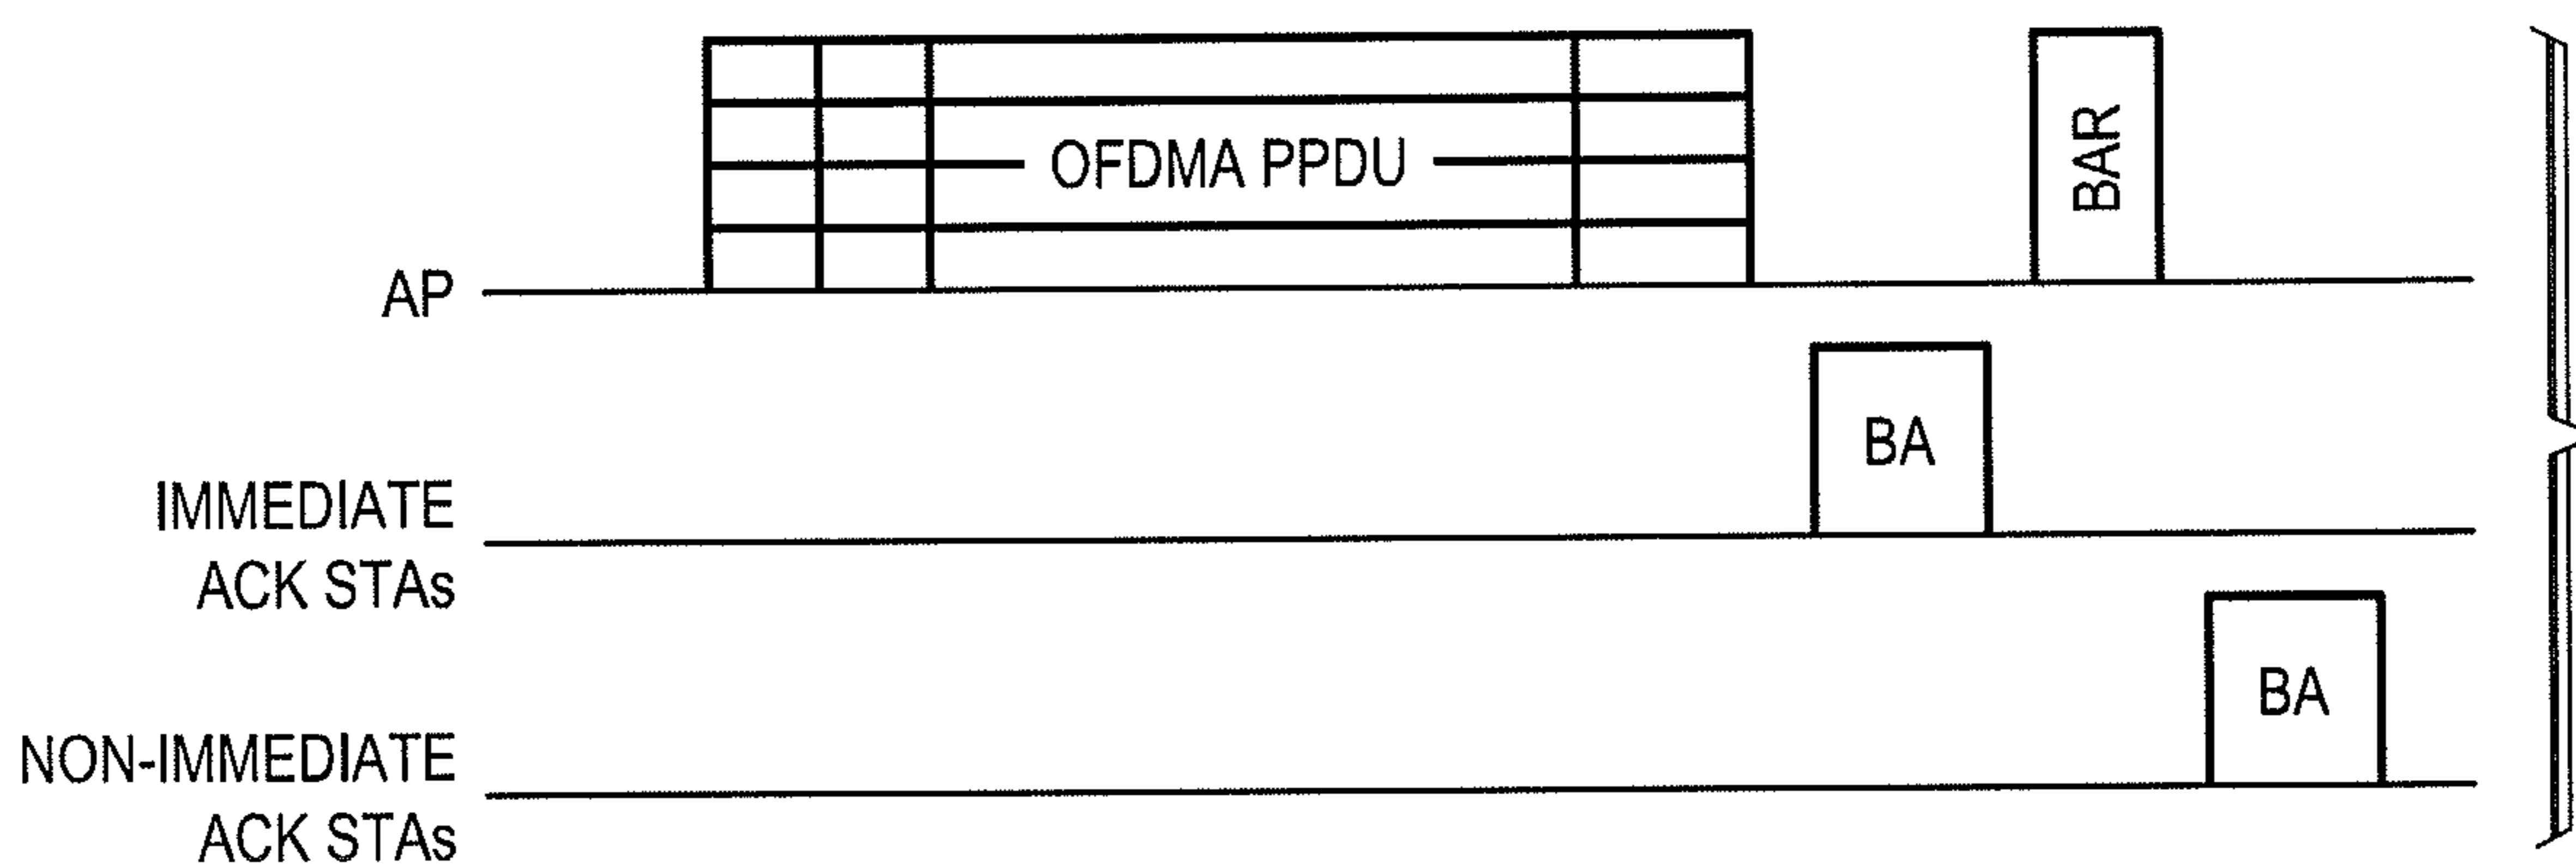 OFDMA PPDU
BAR
AP
BA
IMMEDIATE
ACK STAs
BA
NON-IMMEDIATE
ACK STAs